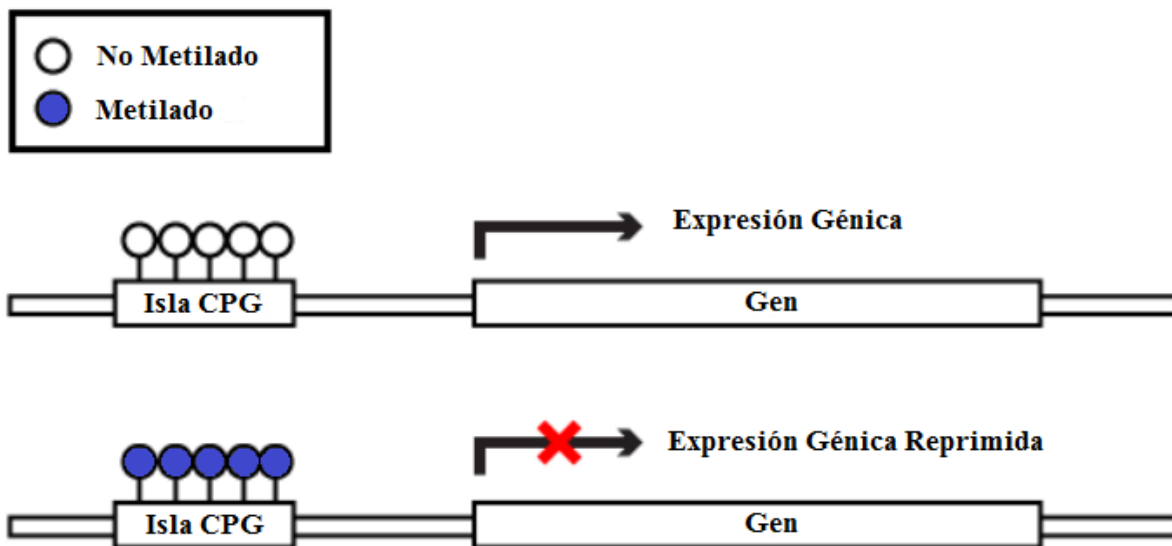 No Metilado
Metilado
Expresión Génica
Isla CPG
Gen
Expresión Génica Reprimida
Isla CPG
Gen